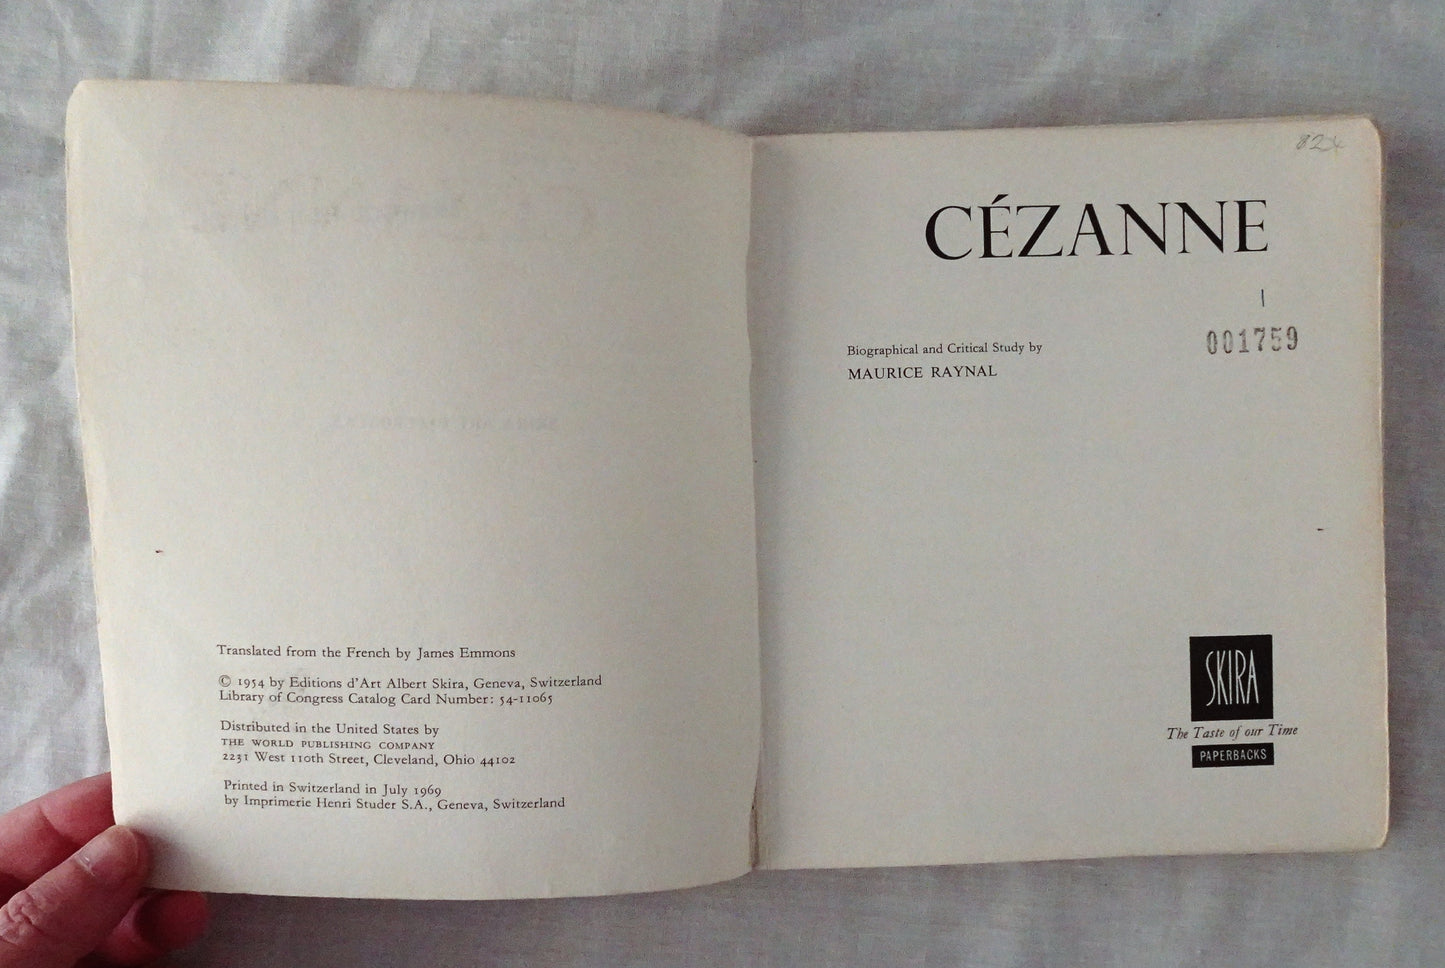 Translated from the French by James Emmons
© 1954 by Editions d'Art Albert Skira, Geneva, Switzerland
Library of Congress Catalog Card Number: 54-11065
Distributed in the United States by
THE WORLD PUBLISHING COMPANY
2231 West 110th Street, Cleveland, Ohio 44102
Printed in Switzerland in July 1969
by Imprimerie Henri Studer S.A., Geneva, Switzerland
CÉZANNE
001759
Biographical and Critical Study by
MAURICE RAYNAL
SKIRA
The Taste of our Time
PAPERBACKS